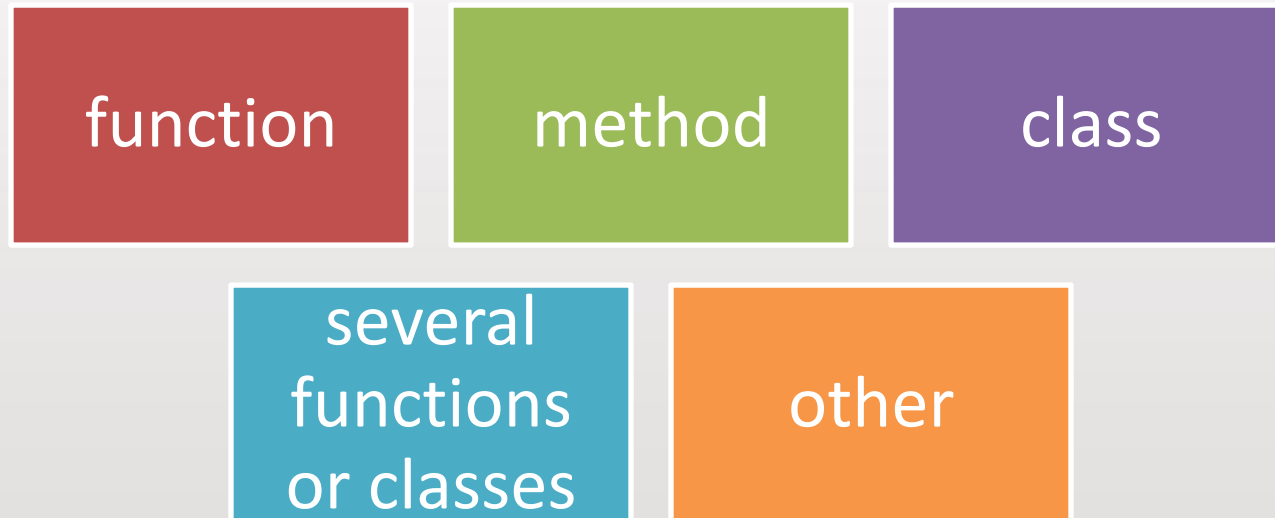 function
method
class
several
functions
or classes
other